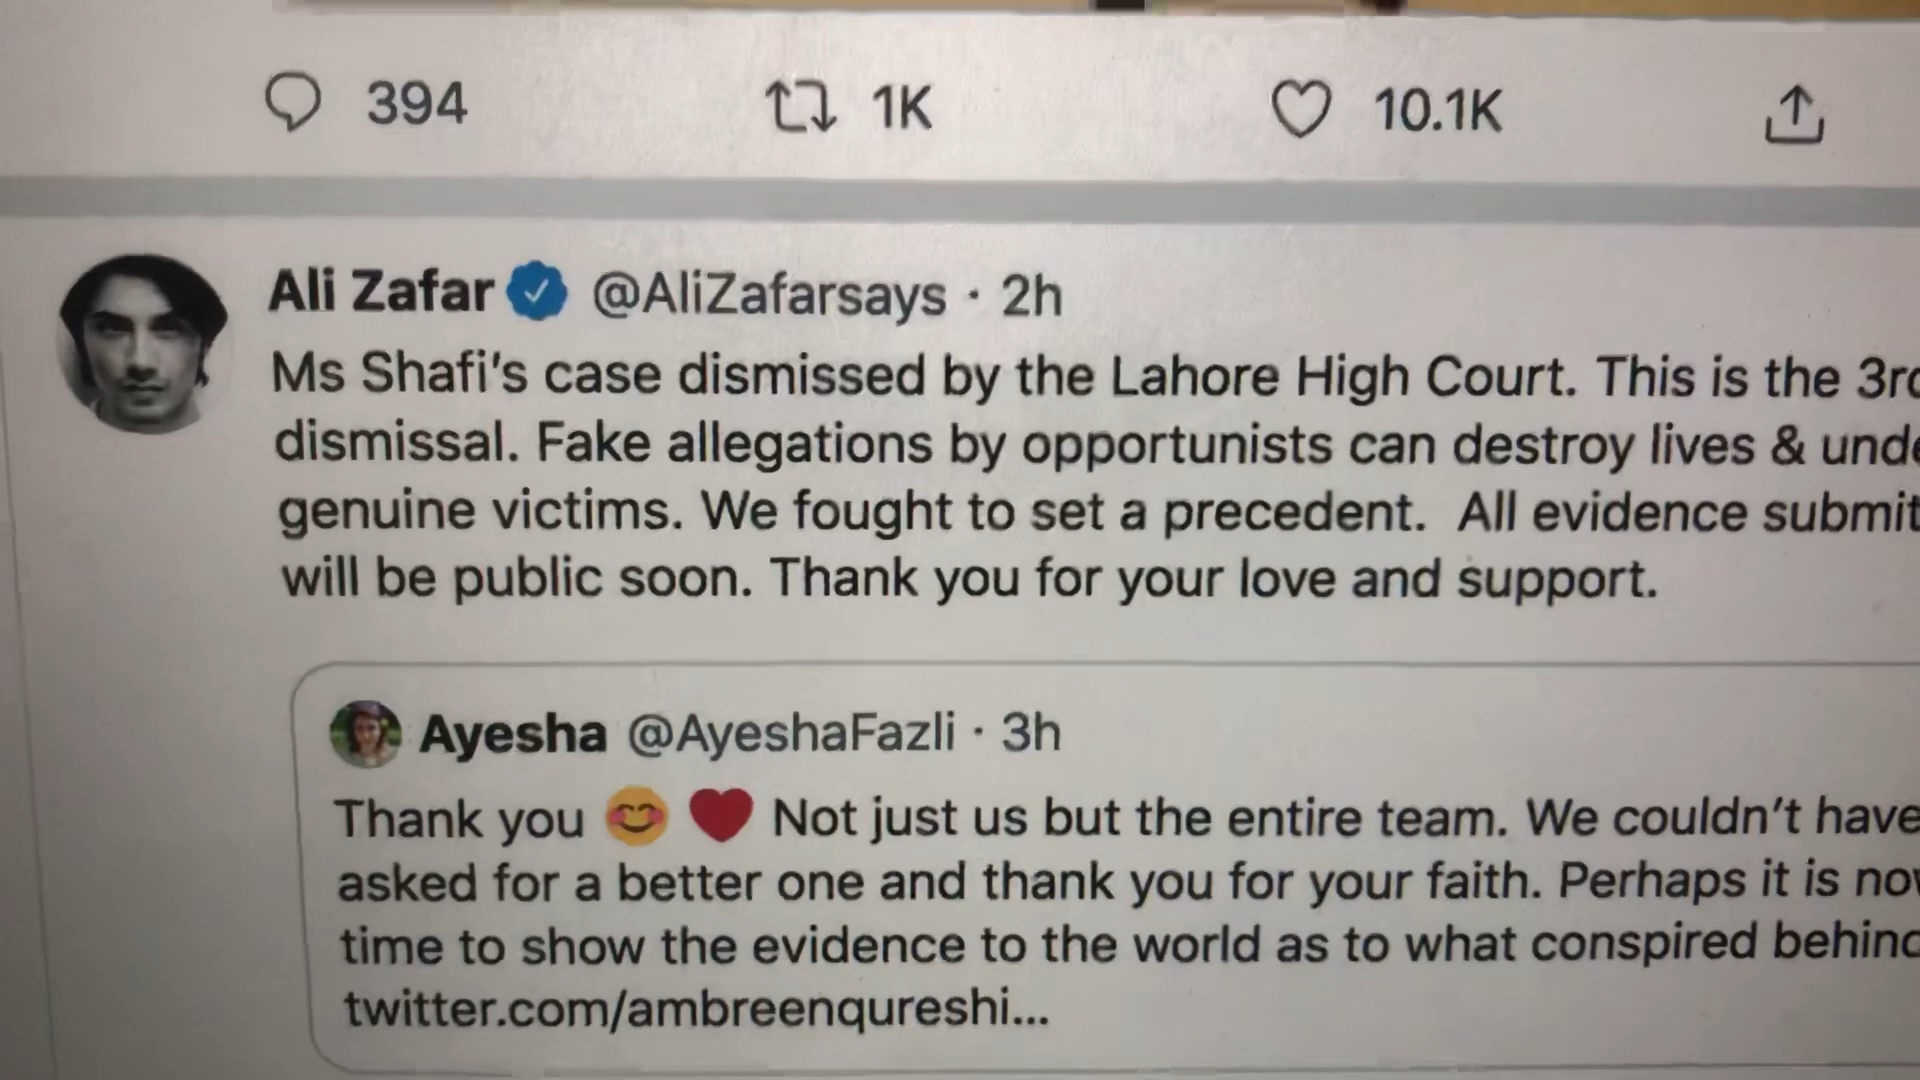 394 1K 10.1K
Ali Zafar @AliZafarsays · 2h
Ms Shafi's case dismissed by the Lahore High Court. This is the 3rd
dismissal. Fake allegations by opportunists can destroy lives &
genuine victims. We fought to set a precedent. All evidence
will be public soon. Thank you for your love and support.
Ayesha @AyeshaFazli · 3h
Thank you 😊 ❤️ Not just us but the entire team. We couldn't have
asked for a better one and thank you for your faith. Perhaps it is
time to show the evidence to the world as to what conspired behind
twitter.com/ambreenqureshi...